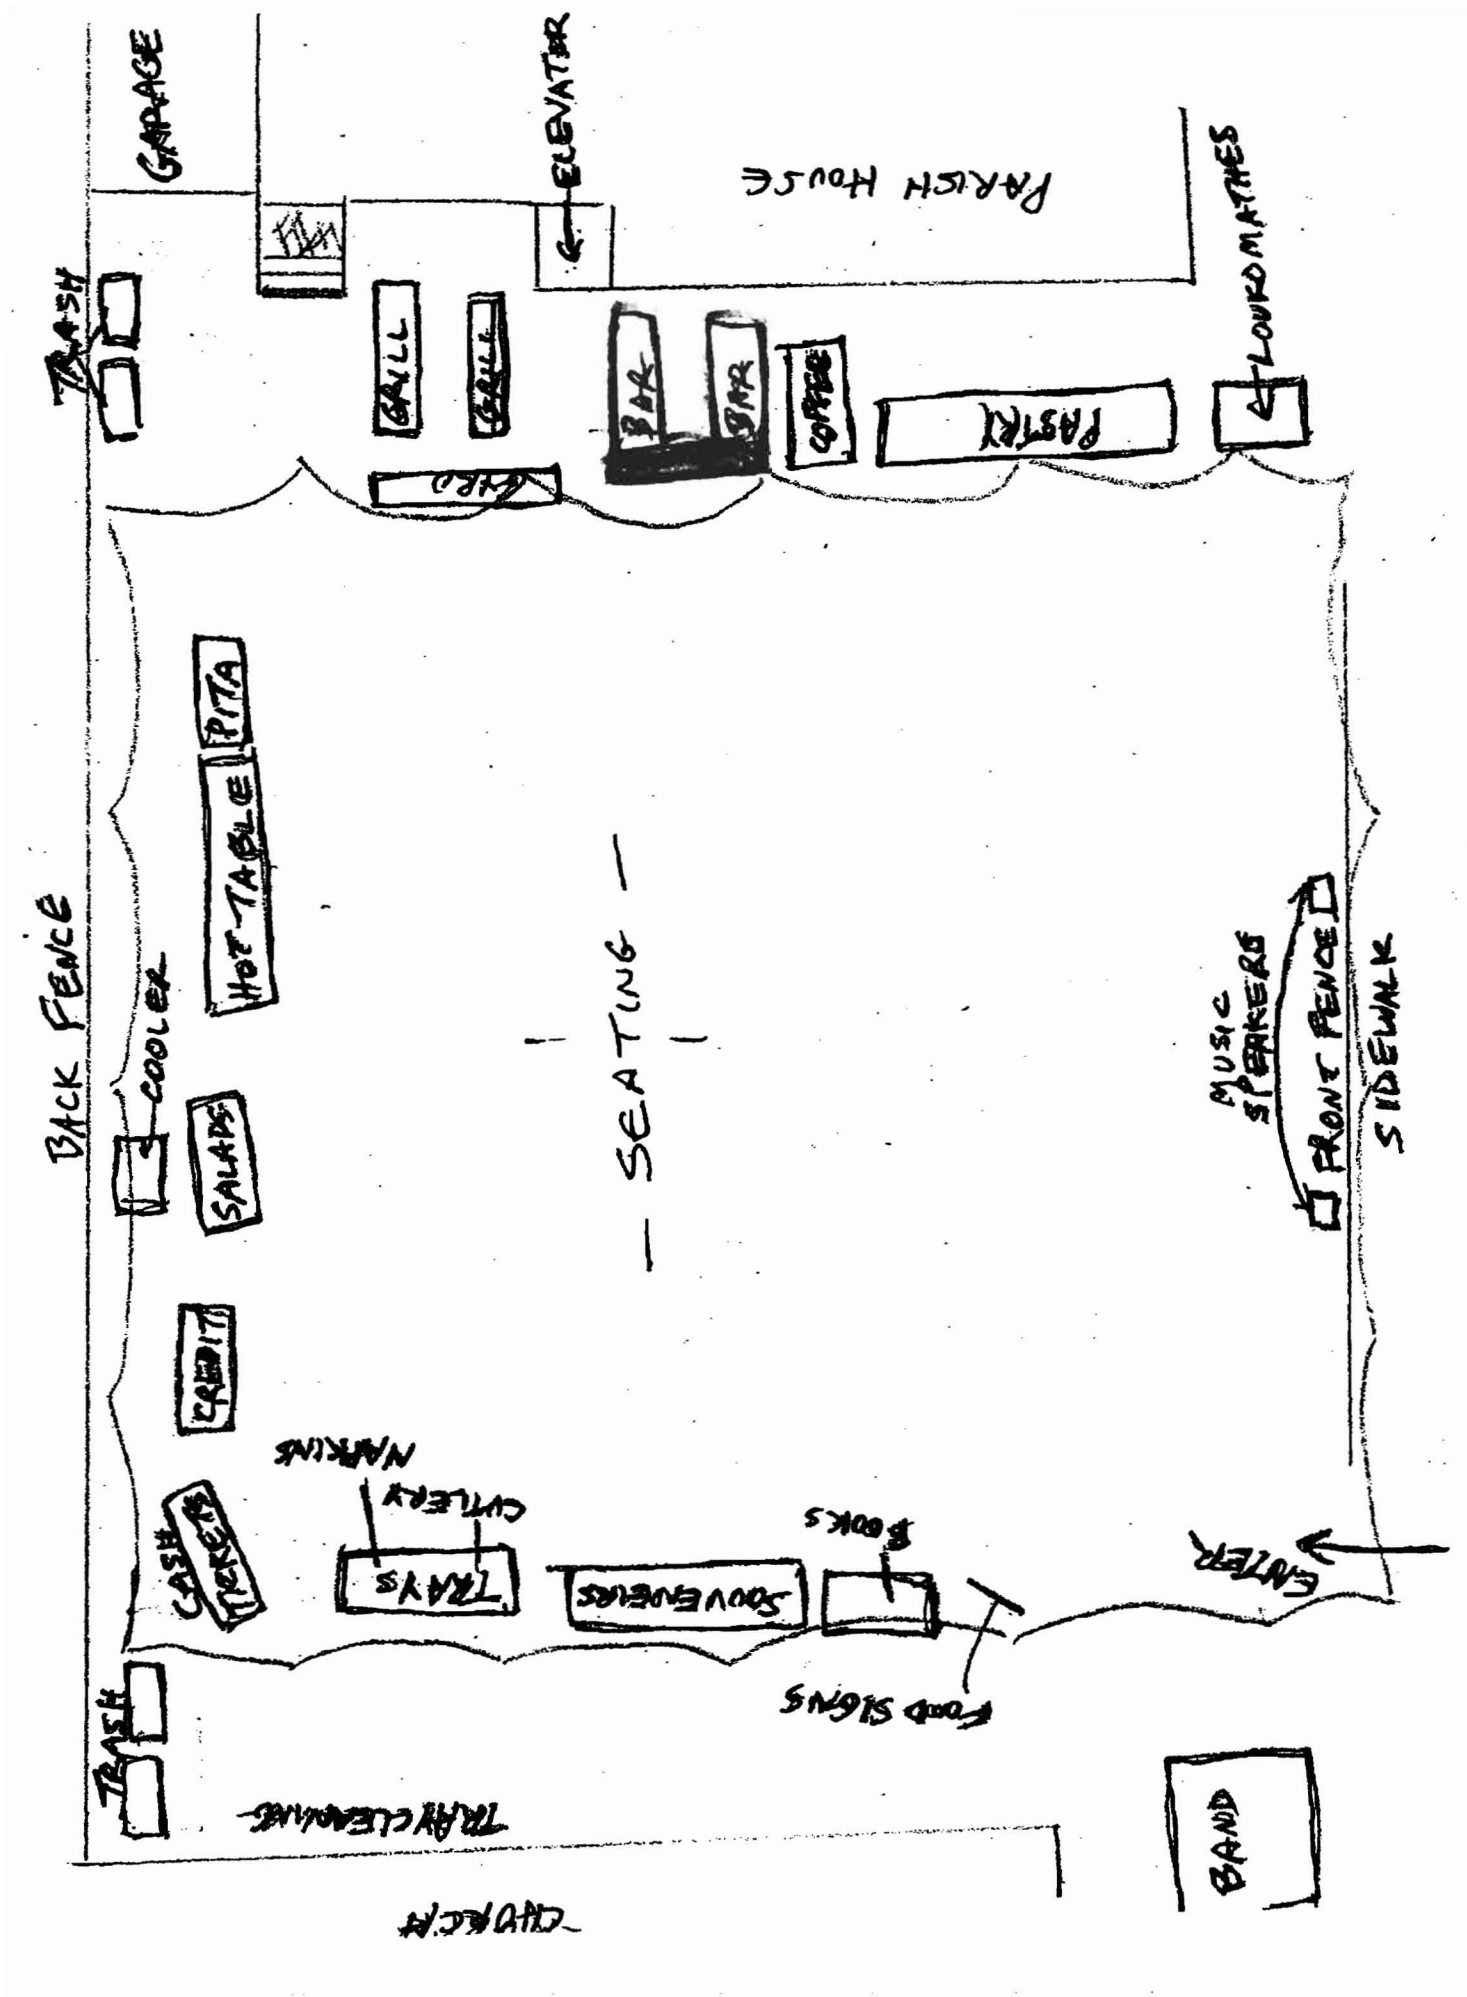 BACK FENCE
TRASH
CASH
TICKETS
CREDIT
SALADS
COOLER
HOT TABLE
PITA
TRASH
GARAGE
TRAY CLEANING
CHURCH
TRAYS
NAPKINS
CUTLERY
SOUVENEIRS
BOOKS
FOOD SIGNS
- SEATING -
GYRO
GRILL
GRILL
ELEVATER
BAR
BAR
COFFEE
PASTRY
PARISH HOUSE
LOUKOMATHES
BAND
ENTER
MUSIC
SPEAKERS
FRONT FENCE
SIDEWALK